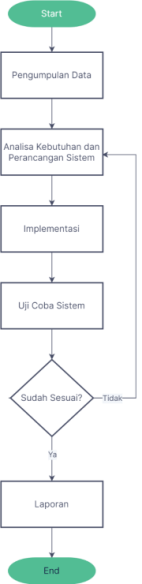 Start
Pengumpulan Data
Analisa Kebutuhan dan
Perancangan Sistem
Implementasi
Uji Coba Sistem
Sudah Sesuai?
Tidak
Ya
Laporan
End